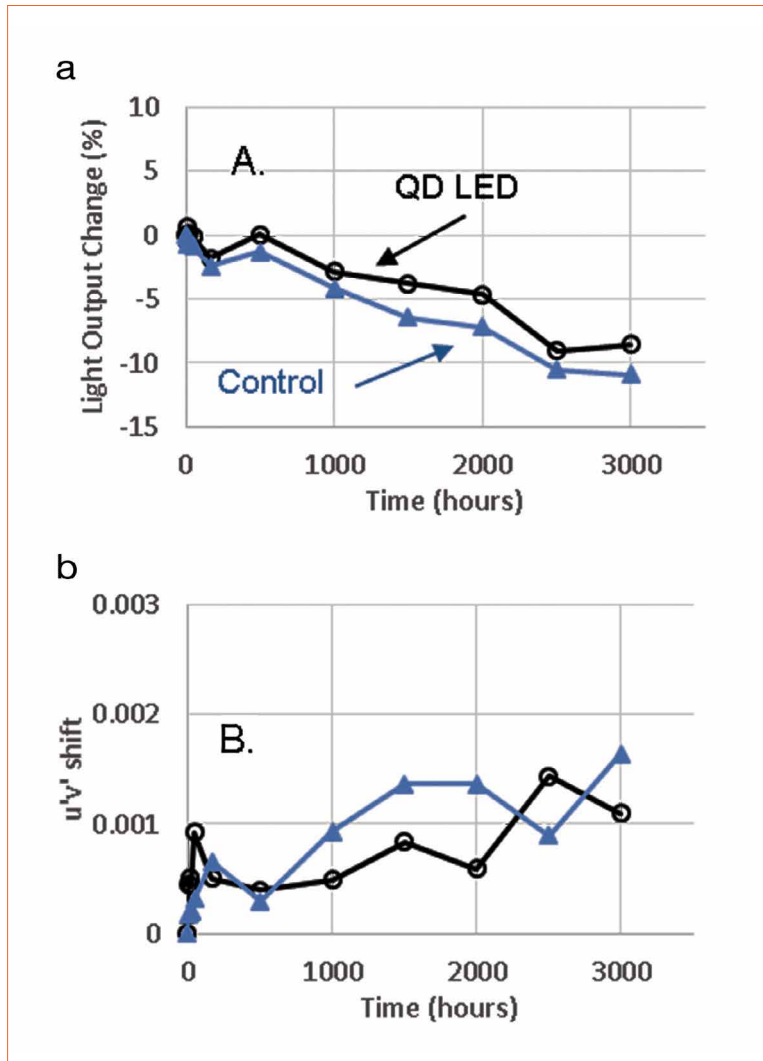 a
10
5
0
-5
-10
-15
Light Output Change (%)
A.
QD LED
Control
0 1000 2000 3000
Time (hours)
b
0.003
0.002
0.001
0
u'v' shift
B.
0 1000 2000 3000
Time (hours)